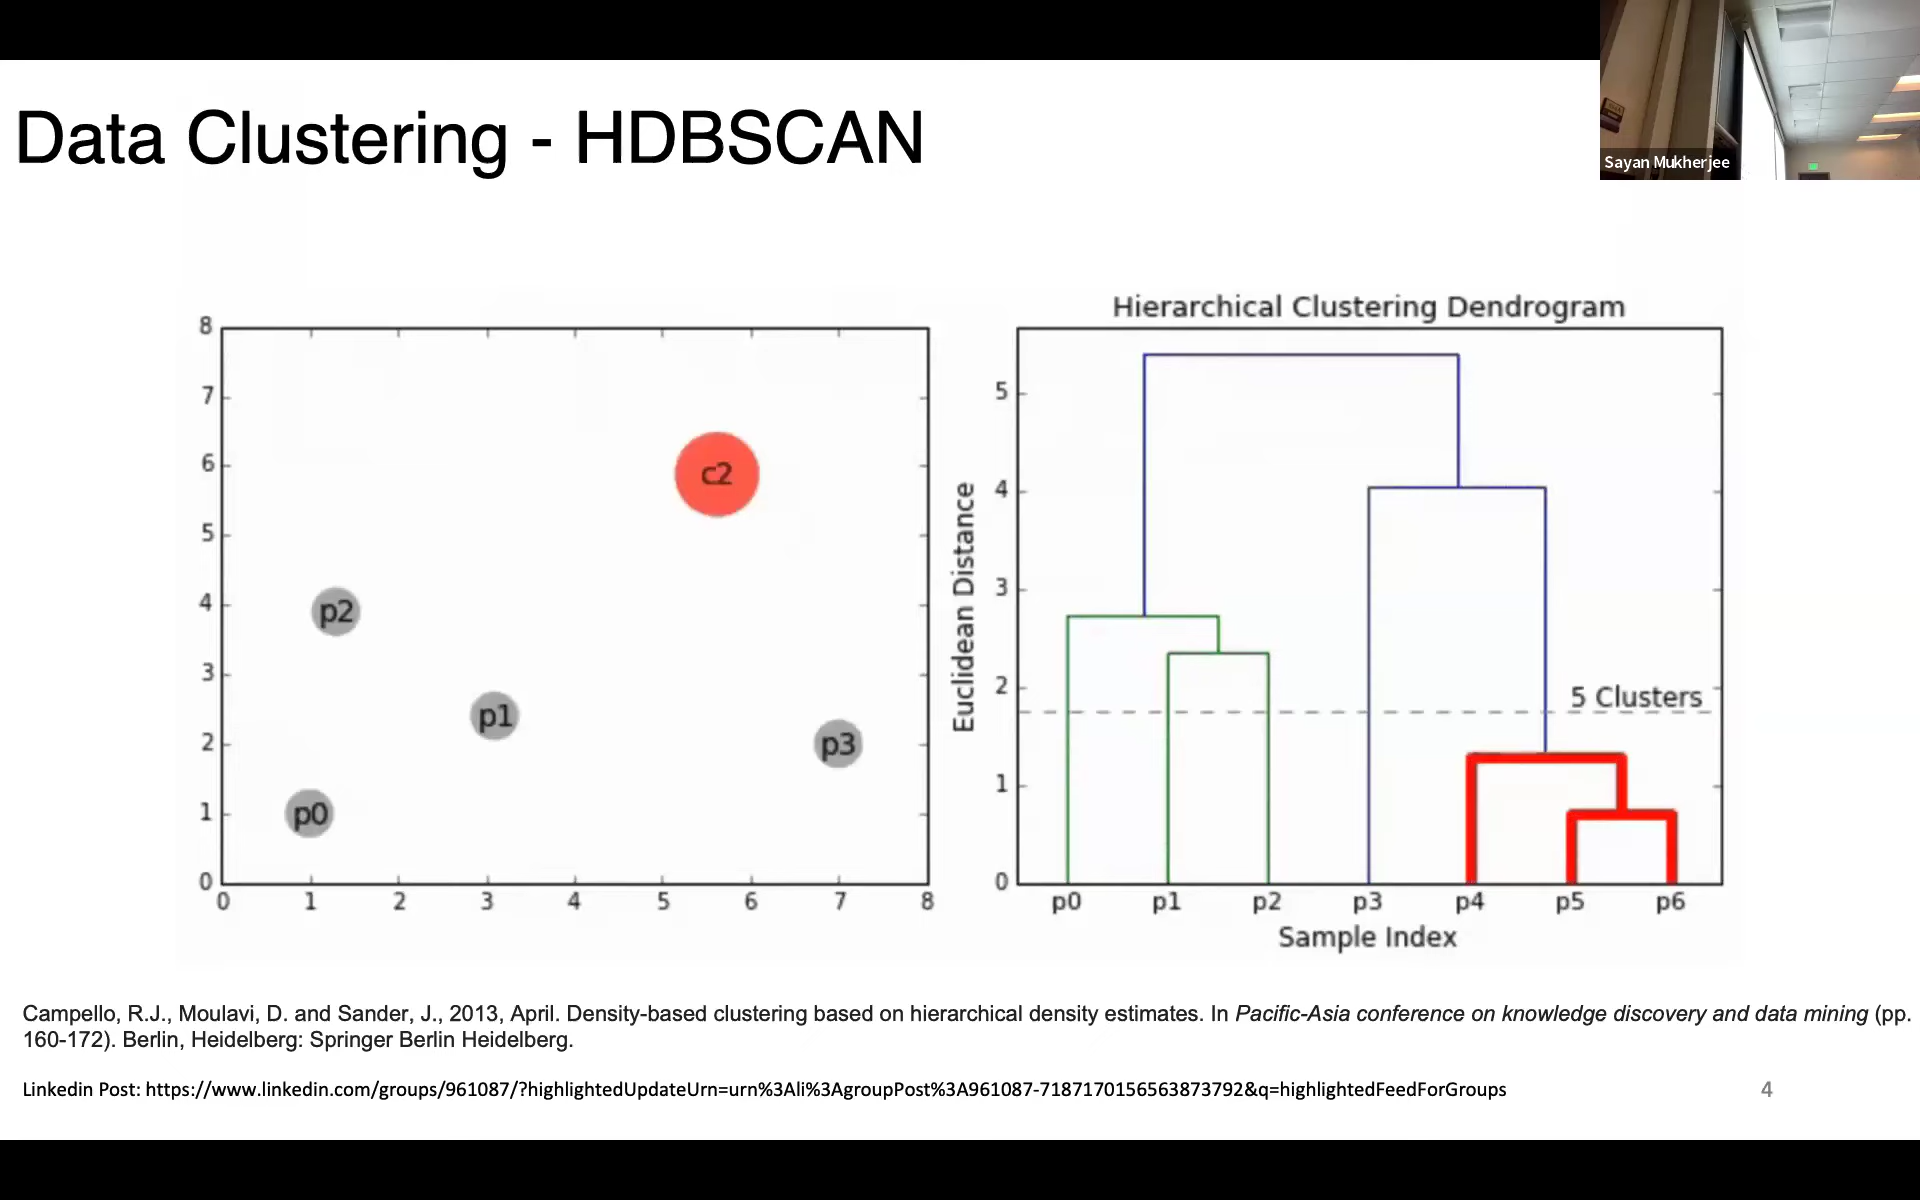 Sayan Mukherjee
Data Clustering - HDBSCAN
8
7
6
5
4
3
2
1
0
c2
p2
p1
p3
p0
0 1 2 3 4 5 6 7 8
Hierarchical Clustering Dendrogram
Euclidean Distance
5
4
3
2
1
0
5 Clusters
p0 p1 p2 p3 p4 p5 p6
Sample Index
Campello, R.J., Moulavi, D. and Sander, J., 2013, April. Density-based clustering based on hierarchical density estimates. In Pacific-Asia conference on knowledge discovery and data mining (pp.
160-172). Berlin, Heidelberg: Springer Berlin Heidelberg.
Linkedin Post: https://www.linkedin.com/groups/961087/?highlightedUpdateUrn=urn%3Ali%3AgroupPost%3A961087-7187170156563873792&q=highlightedFeedForGroups
4